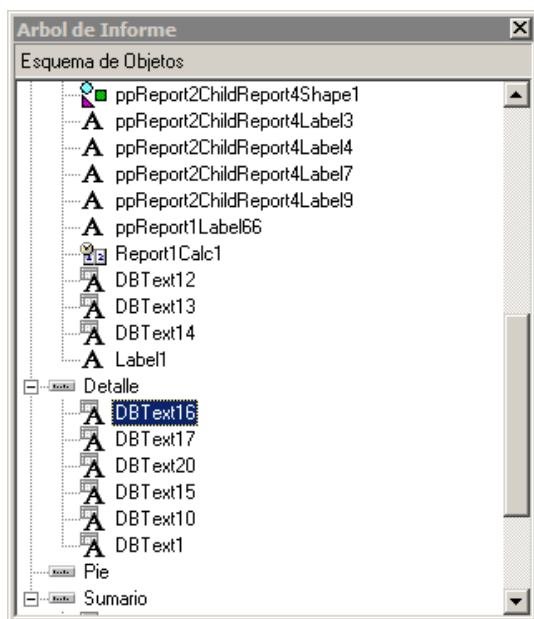 Arbol de Informe
Esquema de Objetos
ppReport2ChildReport4Shape1
ppReport2ChildReport4Label3
ppReport2ChildReport4Label4
ppReport2ChildReport4Label7
ppReport2ChildReport4Label9
ppReport1Label66
Report1Calc1
DBText12
DBText13
DBText14
Label1
Detalle
DBText16
DBText17
DBText20
DBText15
DBText10
DBText1
Pie
Sumario